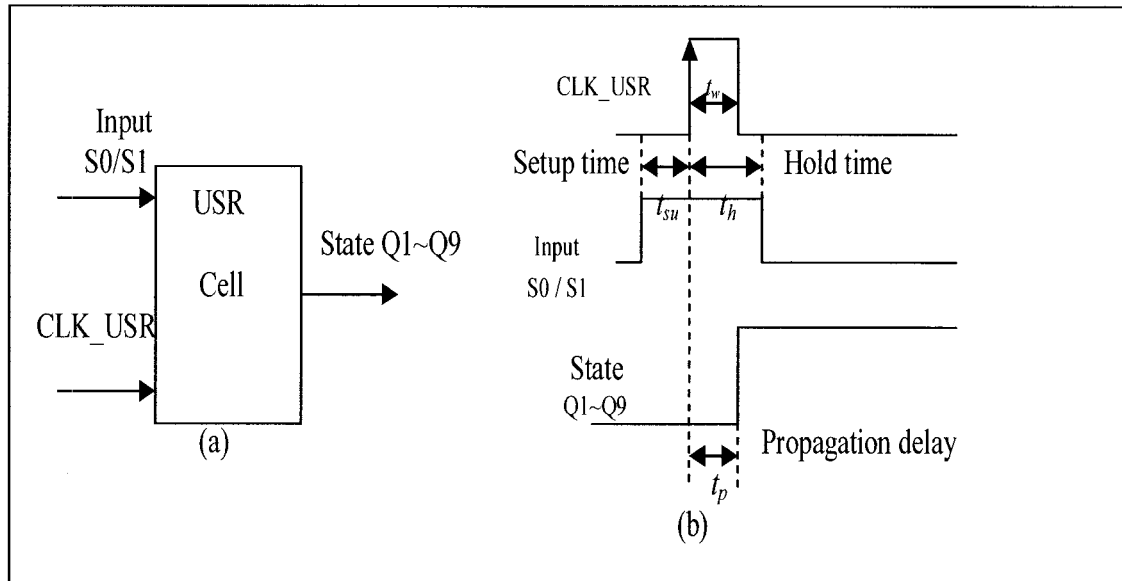 Input
S0/S1
USR
Cell
State Q1~Q9
CLK_USR
(a)
CLK_USR
t_w
Setup time
Hold time
t_su
t_h
Input
S0 / S1
State
Q1~Q9
Propagation delay
t_p
(b)